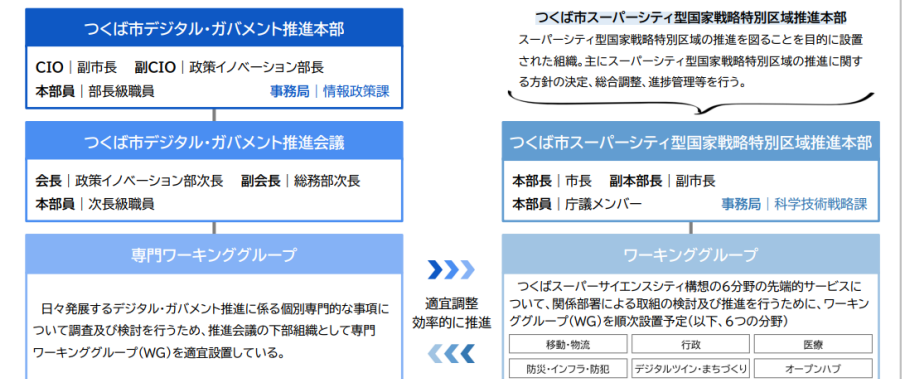 つくば市デジタル・ガバメント推進本部
CIO｜副市長 副CIO｜政策イノベーション部長
本部員｜部長級職員 事務局｜情報政策課
つくば市デジタル・ガバメント推進会議
会長｜政策イノベーション部次長 副会長｜総務部次長
本部員｜次長級職員
専門ワーキンググループ
日々発展するデジタル・ガバメント推進に係る個別専門的な事項に
ついて調査及び検討を行うため、推進会議の下部組織として専門
ワーキンググループ(WG)を適宜設置している。
適宜調整
効率的に推進
つくば市スーパーシティ型国家戦略特別区域推進本部
スーパーシティ型国家戦略特別区域の推進を図ることを目的に設置
された組織。主にスーパーシティ型国家戦略特別区域の推進に関す
る方針の決定、総合調整、進捗管理等を行う。
つくば市スーパーシティ型国家戦略特別区域推進本部
本部長｜市長 副本部長｜副市長
本部員｜庁議メンバー 事務局｜科学技術戦略課
ワーキンググループ
つくばスーパーサイエンスシティ構想の6分野の先端的サービスに
ついて、関係部署による取組の検討及び推進を行うために、ワーキン
ググループ(WG)を順次設置予定(以下、6つの分野)
移動・物流 行政 医療
防災・インフラ・防犯 デジタルツイン・まちづくり オープンハブ